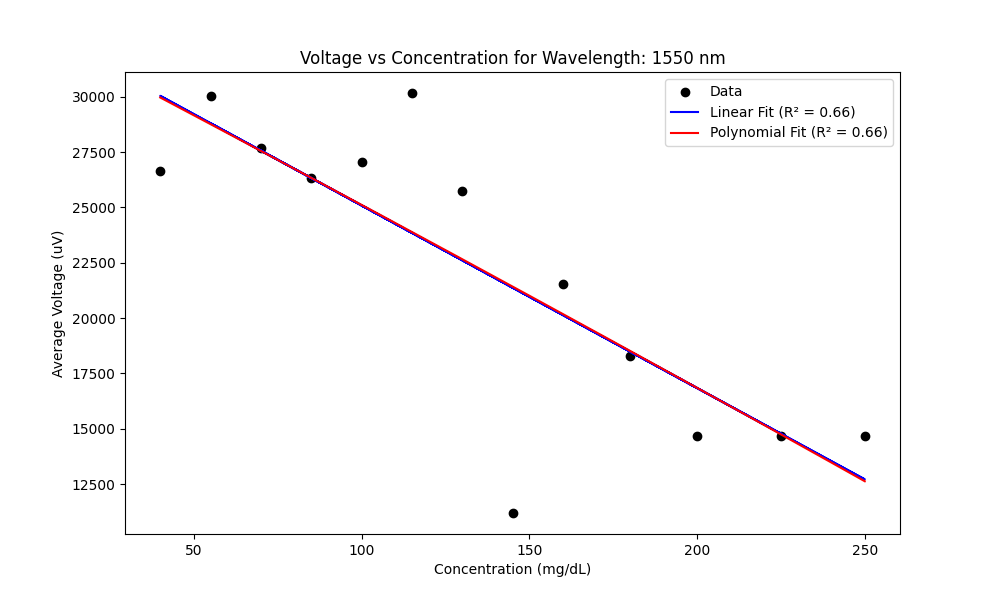 Voltage vs Concentration for Wavelength: 1550 nm
Data
Linear Fit (R² = 0.66)
Polynomial Fit (R² = 0.66)
30000
27500
25000
22500
20000
17500
15000
12500
Average Voltage (uV)
50 100 150 200 250
Concentration (mg/dL)